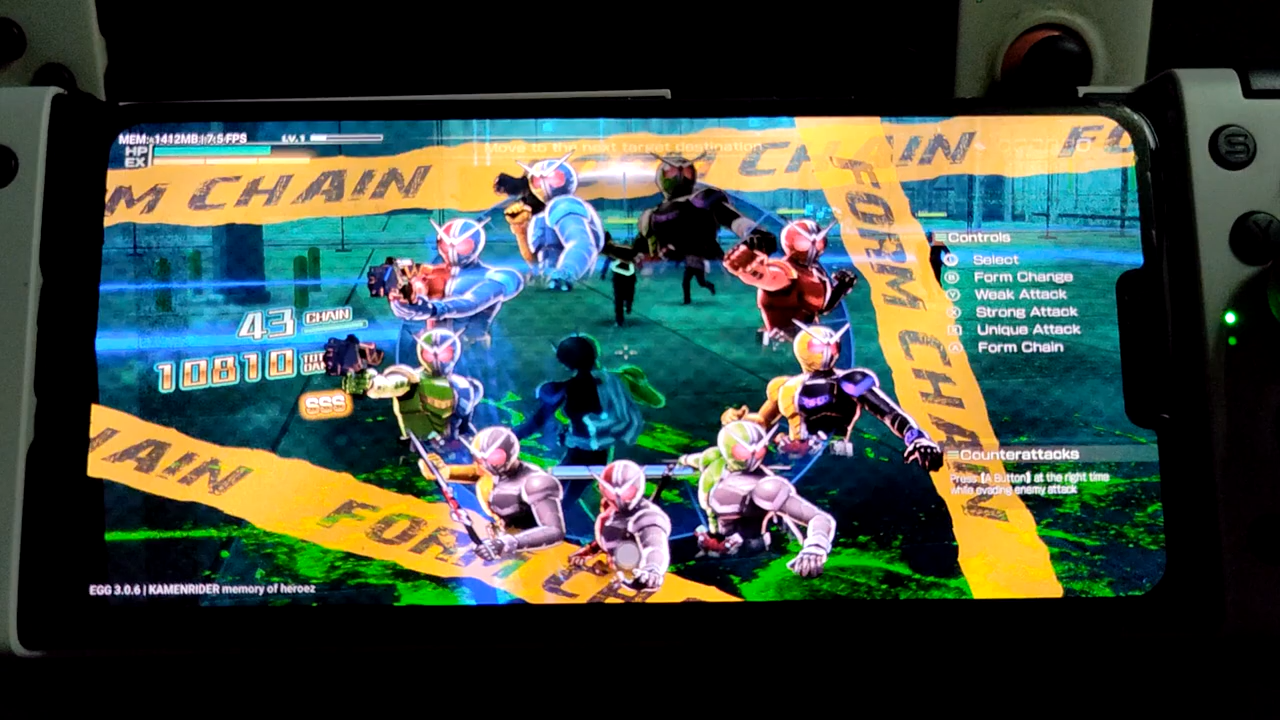 MEM: 1412MB | 7.5 FPS
LV.1
HP
EX
Move to the next target destination
M CHAIN
CHAIN
FORM CHAIN
Controls
Select
B Form Change
Y Weak Attack
X Strong Attack
Unique Attack
A Form Chain
43 CHAIN
10810
SSS
Counterattacks
Press [A Button] at the right time
while evading enemy attack
HAIN
FORM CH
EGG 3.0.6 | KAMENRIDER memory of heroez
S
Y